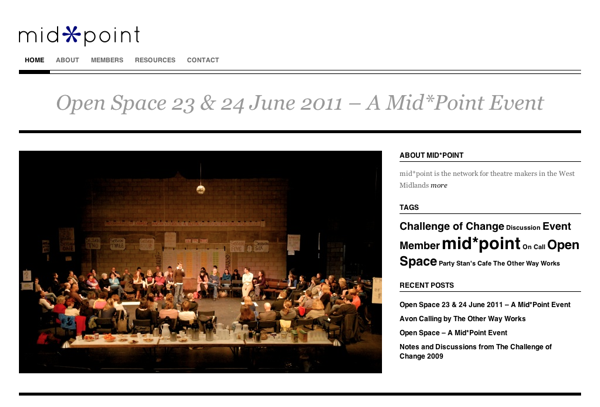 mid*point
HOME ABOUT MEMBERS RESOURCES CONTACT
Open Space 23 & 24 June 2011 – A Mid*Point Event
ABOUT MID*POINT
mid*point is the network for theatre makers in the West
Midlands more
TAGS
Challenge of Change Discussion Event
Member mid*point On Call Open
Space Party Stan's Cafe The Other Way Works
RECENT POSTS
Open Space 23 & 24 June 2011 – A Mid*Point Event
Avon Calling by The Other Way Works
Open Space – A Mid*Point Event
Notes and Discussions from The Challenge of
Change 2009